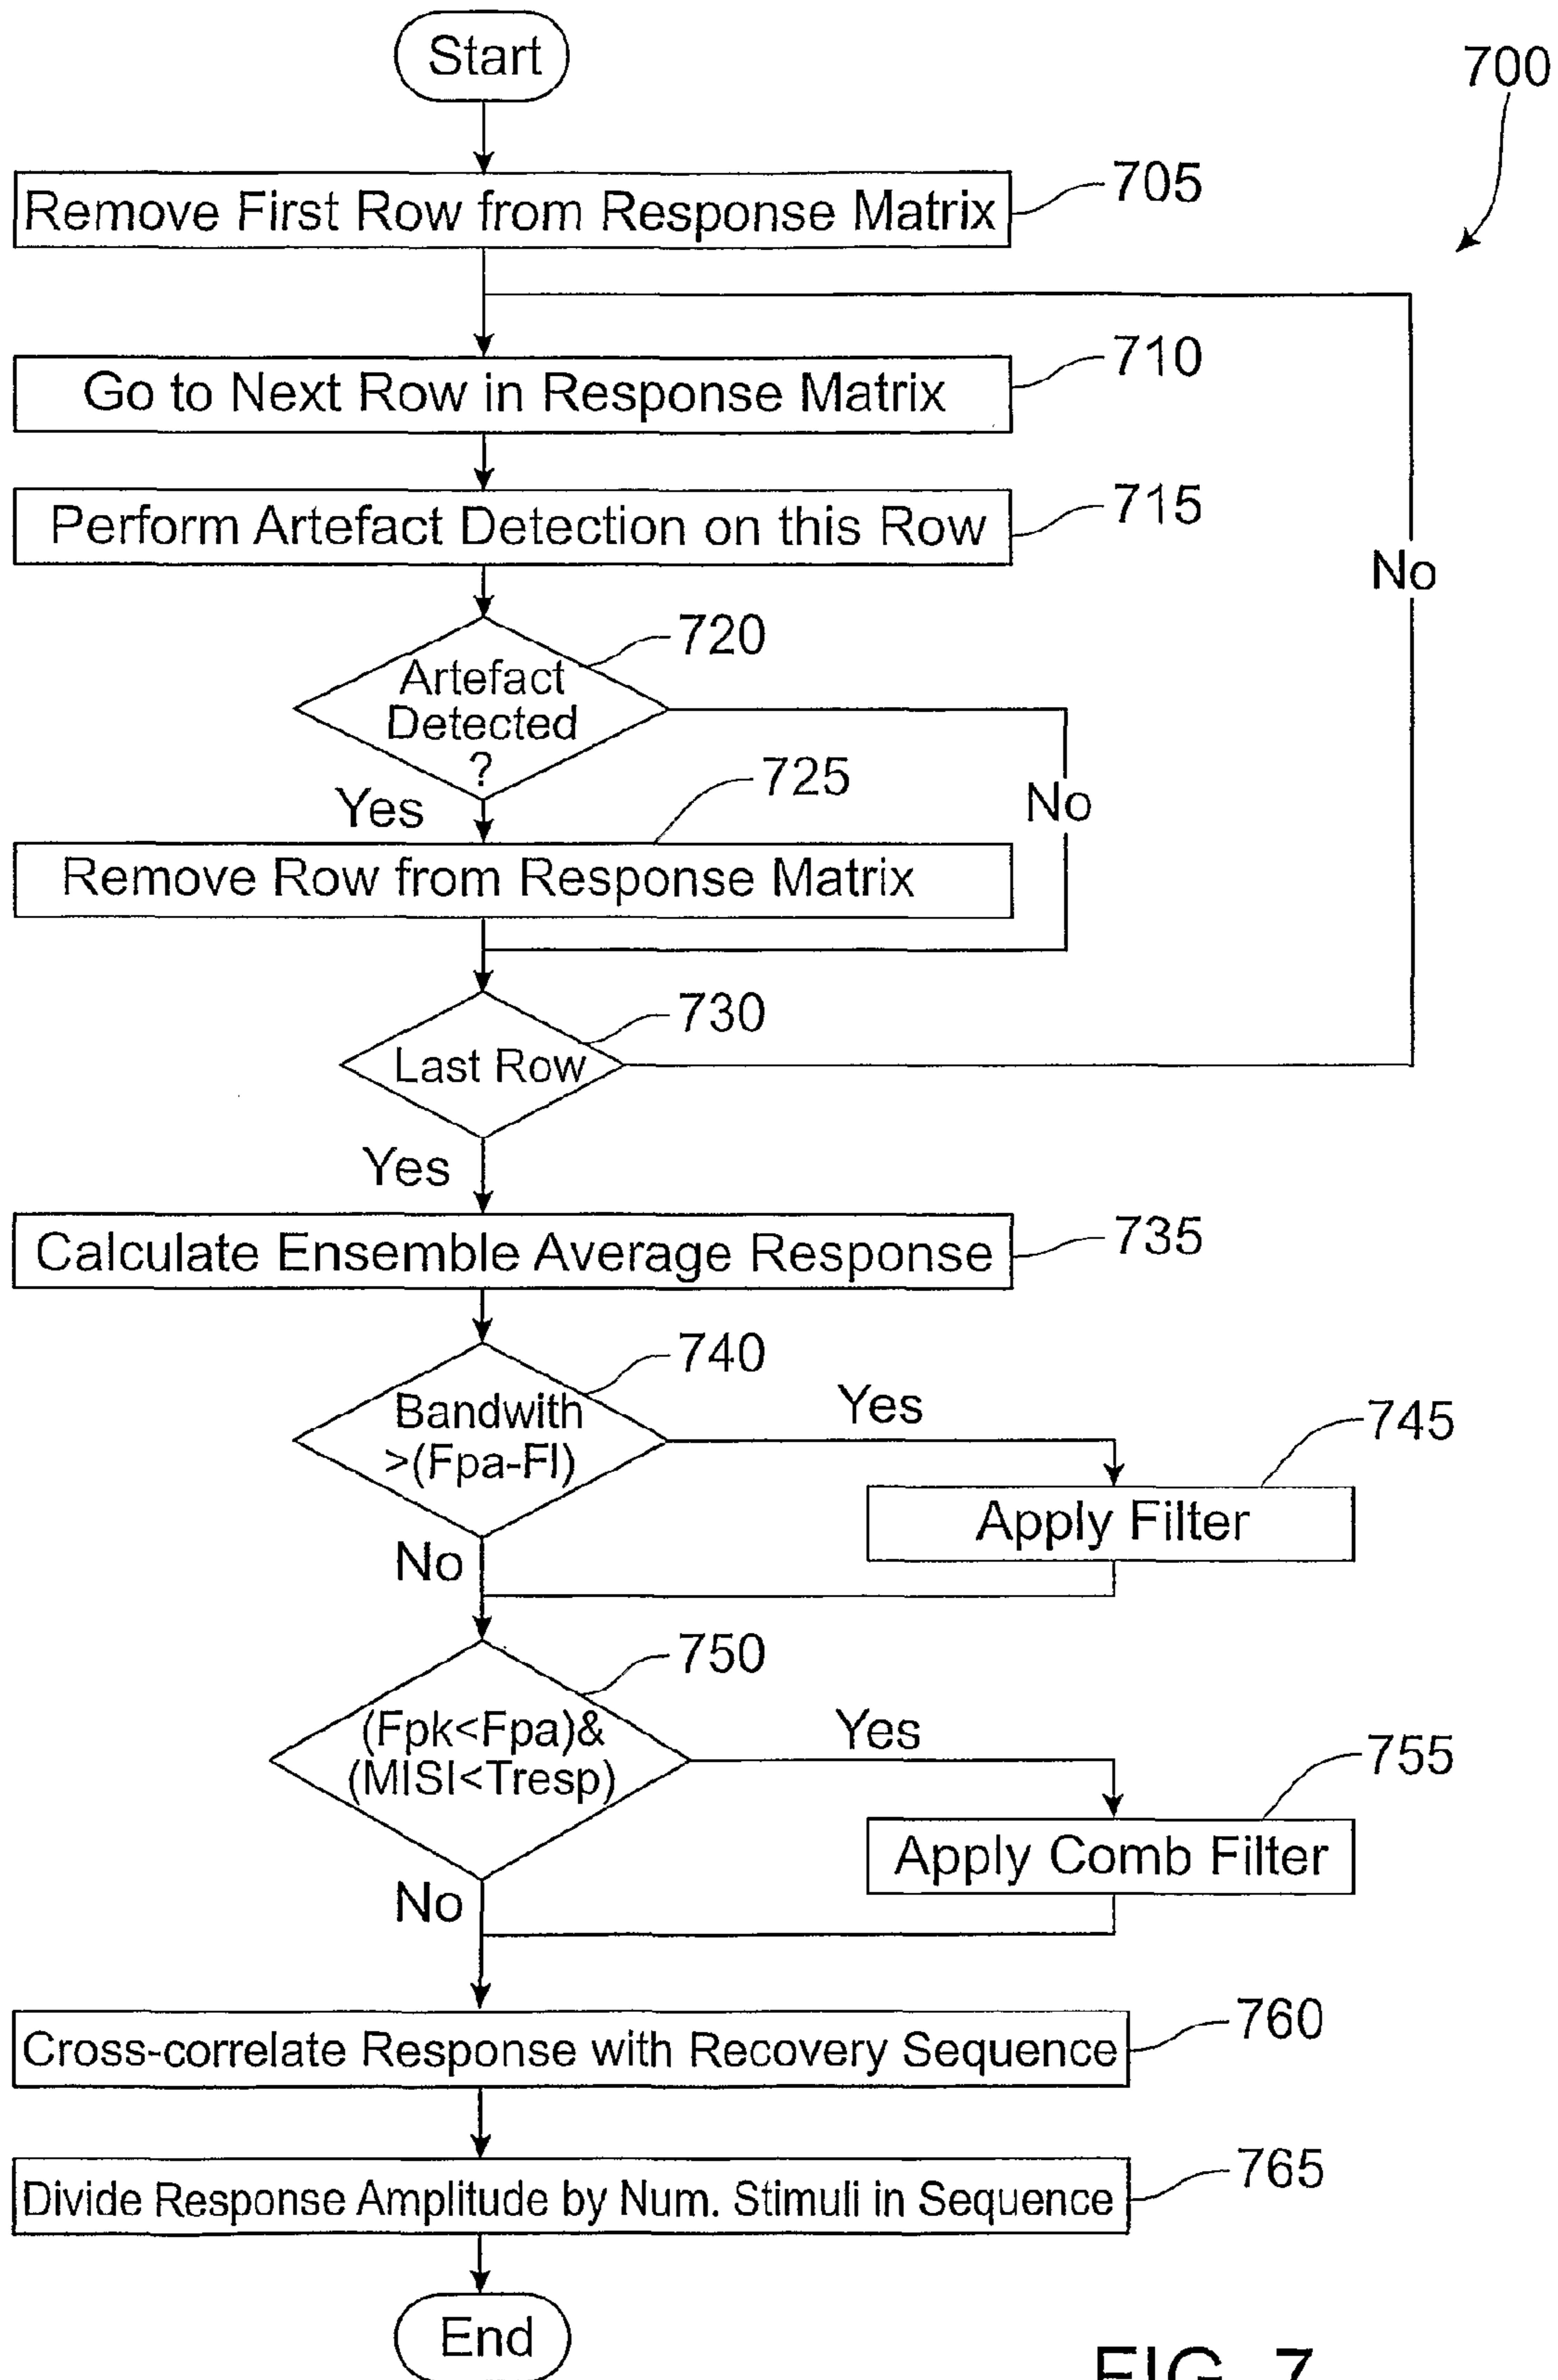 Start
700
Remove First Row from Response Matrix
705
Go to Next Row in Response Matrix
710
Perform Artefact Detection on this Row
715
No
720
Artefact
Detected
?
Yes
725
No
Remove Row from Response Matrix
730
Last Row
Yes
Calculate Ensemble Average Response
735
740
Bandwith
>(Fpa-Fl)
Yes
745
Apply Filter
No
750
(Fpk<Fpa)&
(MISI<Tresp)
Yes
755
Apply Comb Filter
No
Cross-correlate Response with Recovery Sequence
760
Divide Response Amplitude by Num. Stimuli in Sequence
765
End
FIG. 7